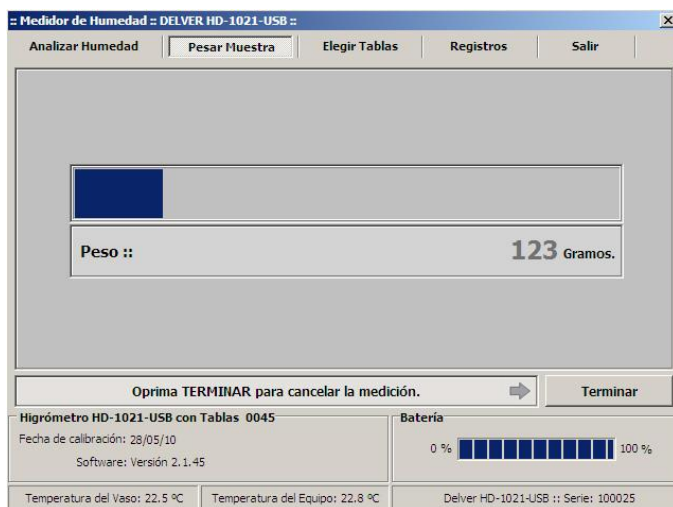 :: Medidor de Humedad :: DELVER HD-1021-USB ::
Analizar Humedad Pesar Muestra Elegir Tablas Registros Salir
Peso :: 123 Gramos.
Oprima TERMINAR para cancelar la medición. Terminar
Higrómetro HD-1021-USB con Tablas 0045 Batería
Fecha de calibración: 28/05/10
0 % 100 %
Software: Versión 2.1.45
Temperatura del Vaso: 22.5 ºC Temperatura del Equipo: 22.8 ºC Delver HD-1021-USB :: Serie: 100025